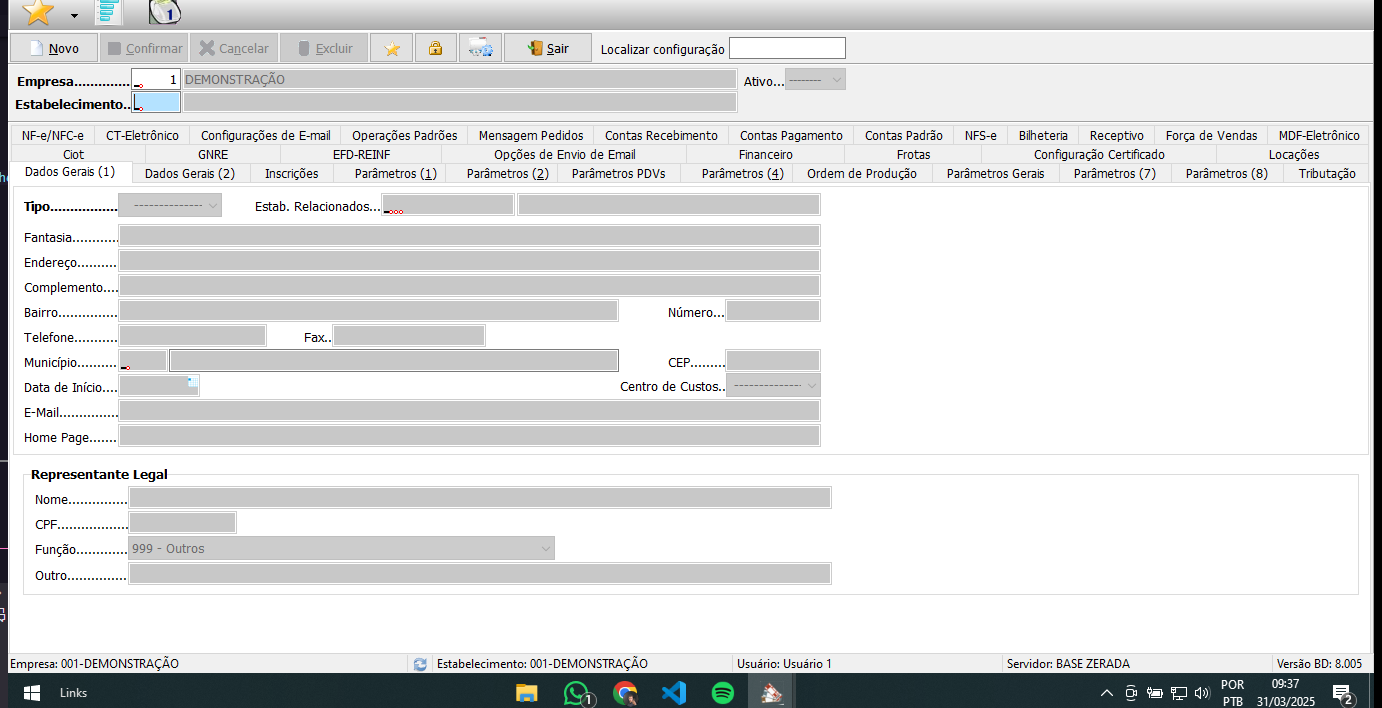 1
Novo Confirmar Cancelar Excluir Sair Localizar configuração
Empresa.............. 1 DEMONSTRAÇÃO Ativo... --------
Estabelecimento..
NF-e/NFC-e CT-Eletrônico Configurações de E-mail Operações Padrões Mensagem Pedidos Contas Recebimento Contas Pagamento Contas Padrão NFS-e Bilheteria Receptivo Força de Vendas MDF-Eletrônico
Ciot GNRE EFD-REINF Opções de Envio de Email Financeiro Frotas Configuração Certificado Locações
Dados Gerais (1) Dados Gerais (2) Inscrições Parâmetros (1) Parâmetros (2) Parâmetros PDVs Parâmetros (4) Ordem de Produção Parâmetros Gerais Parâmetros (7) Parâmetros (8) Tributação
Tipo................. --------------- Estab. Relacionados...
Fantasia............
Endereço..........
Complemento....
Bairro............... Número...
Telefone........... Fax..
Município.......... CEP.........
Data de Início.... Centro de Custos.. ---------------
E-Mail...............
Home Page.......
Representante Legal
Nome...............
CPF..................
Função............. 999 - Outros
Outro...............
Empresa: 001-DEMONSTRAÇÃO Estabelecimento: 001-DEMONSTRAÇÃO Usuário: Usuário 1 Servidor: BASE ZERADA Versão BD: 8.005
Links 1 POR 09:37
PTB 31/03/2025 2